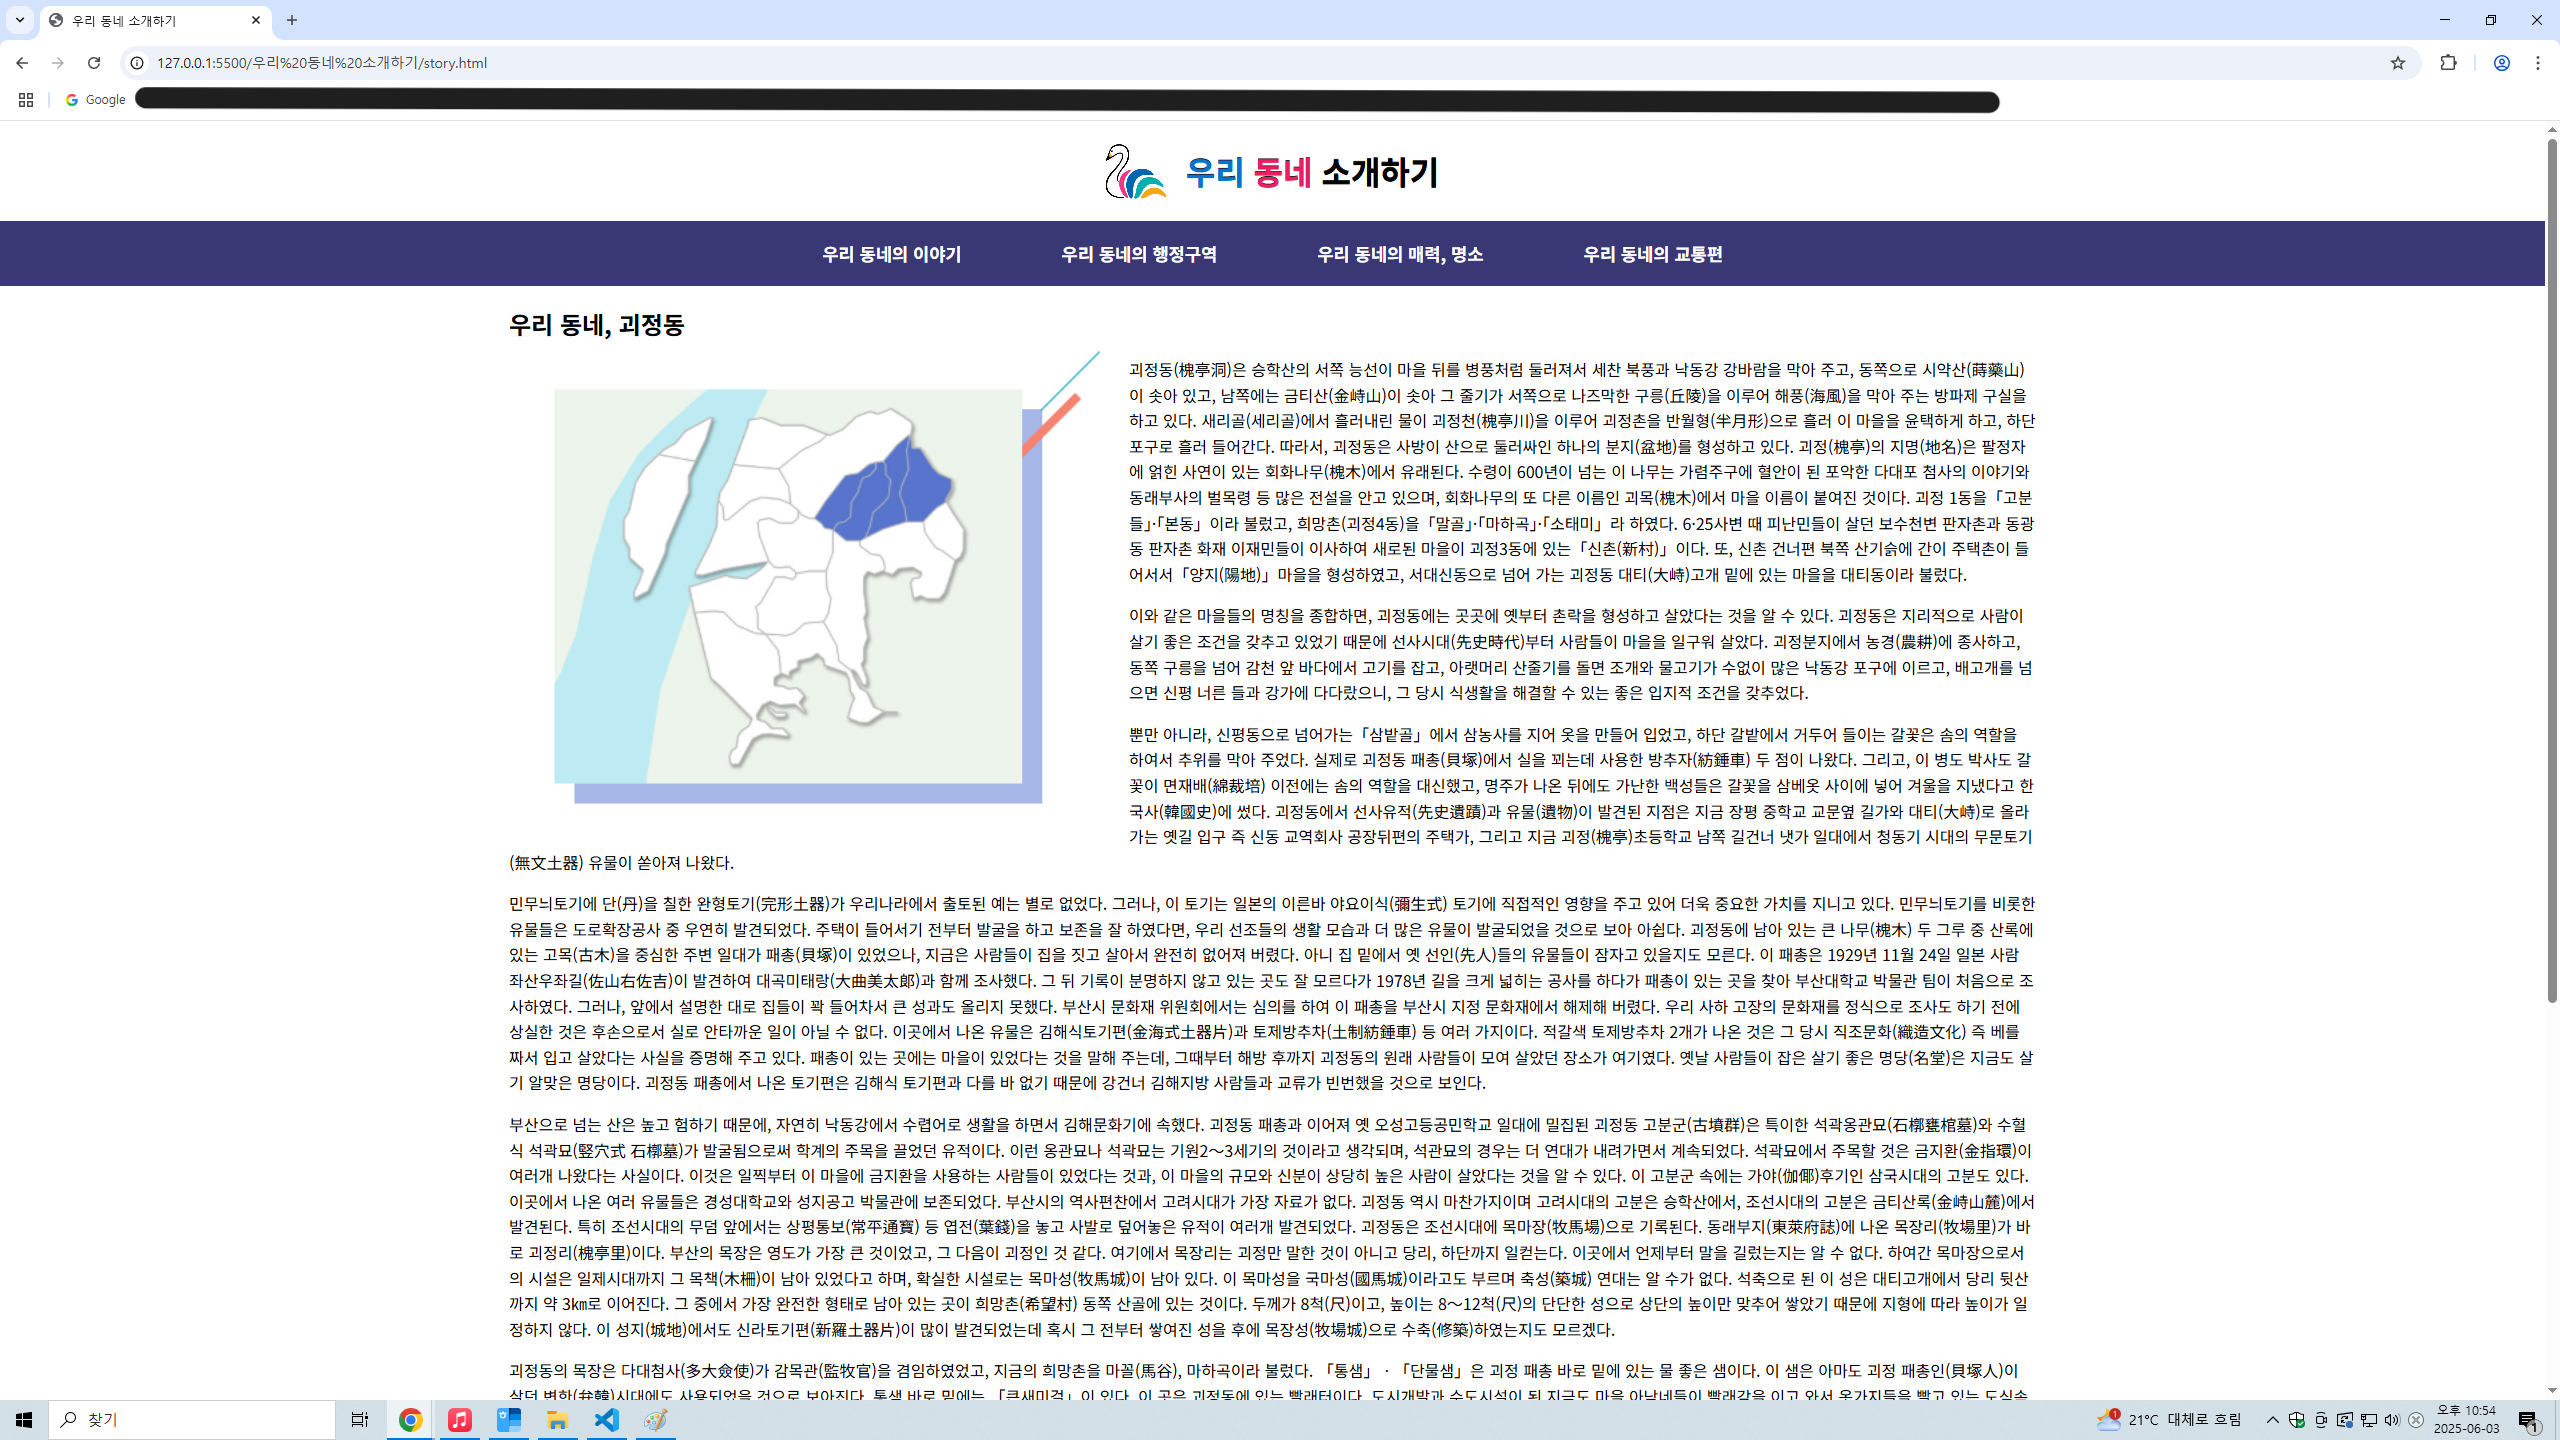 우리 동네 소개하기
127.0.0.1:5500/우리%20동네%20소개하기/story.html
Google
우리 동네 소개하기
우리 동네의 이야기
우리 동네의 행정구역
우리 동네의 매력, 명소
우리 동네의 교통편
우리 동네, 괴정동
괴정동(槐亭洞)은 승학산의 서쪽 능선이 마을 뒤를 병풍처럼 둘러져서 세찬 북풍과 낙동강 강바람을 막아 주고, 동쪽으로 시약산(蒔藥山)
이 솟아 있고, 남쪽에는 금티산(金峙山)이 솟아 그 줄기가 서쪽으로 나즈막한 구릉(丘陵)을 이루어 해풍(海風)을 막아 주는 방파제 구실을
하고 있다. 새리골(세리골)에서 흘러내린 물이 괴정천(槐亭川)을 이루어 괴정촌을 반월형(半月形)으로 흘러 이 마을을 윤택하게 하고, 하단
포구로 흘러 들어간다. 따라서, 괴정동은 사방이 산으로 둘러싸인 하나의 분지(盆地)를 형성하고 있다. 괴정(槐亭)의 지명(地名)은 팔정자
에 얽힌 사연이 있는 회화나무(槐木)에서 유래된다. 수령이 600년이 넘는 이 나무는 가렴주구에 혈안이 된 포악한 다대포 첨사의 이야기와
동래부사의 벌목령 등 많은 전설을 안고 있으며, 회화나무의 또 다른 이름인 괴목(槐木)에서 마을 이름이 붙여진 것이다. 괴정 1동을「고분
들」·「본동」이라 불렀고, 희망촌(괴정4동)을「말골」·「마하곡」·「소태미」라 하였다. 6·25사변 때 피난민들이 살던 보수천변 판자촌과 동광
동 판자촌 화재 이재민들이 이사하여 새로된 마을이 괴정3동에 있는「신촌(新村)」이다. 또, 신촌 건너편 북쪽 산기슭에 간이 주택촌이 들
어서서「양지(陽地)」마을을 형성하였고, 서대신동으로 넘어 가는 괴정동 대티(大峙)고개 밑에 있는 마을을 대티동이라 불렀다.
이와 같은 마을들의 명칭을 종합하면, 괴정동에는 곳곳에 옛부터 촌락을 형성하고 살았다는 것을 알 수 있다. 괴정동은 지리적으로 사람이
살기 좋은 조건을 갖추고 있었기 때문에 선사시대(先史時代)부터 사람들이 마을을 일구워 살았다. 괴정분지에서 농경(農耕)에 종사하고,
동쪽 구릉을 넘어 감천 앞 바다에서 고기를 잡고, 아랫머리 산줄기를 돌면 조개와 물고기가 수없이 많은 낙동강 포구에 이르고, 배고개를 넘
으면 신평 너른 들과 강가에 다다랐으니, 그 당시 식생활을 해결할 수 있는 좋은 입지적 조건을 갖추었다.
뿐만 아니라, 신평동으로 넘어가는「삼밭골」에서 삼농사를 지어 옷을 만들어 입었고, 하단 갈밭에서 거두어 들이는 갈꽃은 솜의 역할을
하여서 추위를 막아 주었다. 실제로 괴정동 패총(貝塚)에서 실을 꾀는데 사용한 방추자(紡錘車) 두 점이 나왔다. 그리고, 이 병도 박사도 갈
꽃이 면재배(綿栽培) 이전에는 솜의 역할을 대신했고, 명주가 나온 뒤에도 가난한 백성들은 갈꽃을 삼베옷 사이에 넣어 겨울을 지냈다고 한
국사(韓國史)에 썼다. 괴정동에서 선사유적(先史遺蹟)과 유물(遺物)이 발견된 지점은 지금 장평 중학교 교문옆 길가와 대티(大峙)로 올라
가는 옛길 입구 즉 신동 교역회사 공장뒤편의 주택가, 그리고 지금 괴정(槐亭)초등학교 남쪽 길건너 냇가 일대에서 청동기 시대의 무문토기
(無文土器) 유물이 쏟아져 나왔다.
민무늬토기에 단(丹)을 칠한 완형토기(完形土器)가 우리나라에서 출토된 예는 별로 없었다. 그러나, 이 토기는 일본의 이른바 야요이식(彌生式) 토기에 직접적인 영향을 주고 있어 더욱 중요한 가치를 지니고 있다. 민무늬토기를 비롯한
유물들은 도로확장공사 중 우연히 발견되었다. 주택이 들어서기 전부터 발굴을 하고 보존을 잘 하였다면, 우리 선조들의 생활 모습과 더 많은 유물이 발굴되었을 것으로 보아 아쉽다. 괴정동에 남아 있는 큰 나무(槐木) 두 그루 중 산록에
있는 고목(古木)을 중심한 주변 일대가 패총(貝塚)이 있었으나, 지금은 사람들이 집을 짓고 살아서 완전히 없어져 버렸다. 아니 집 밑에서 옛 선인(先人)들의 유물들이 잠자고 있을지도 모른다. 이 패총은 1929년 11월 24일 일본 사람
좌산우좌길(佐山右佐吉)이 발견하여 대곡미태랑(大曲美太郞)과 함께 조사했다. 그 뒤 기록이 분명하지 않고 있는 곳도 잘 모르다가 1978년 길을 크게 넓히는 공사를 하다가 패총이 있는 곳을 찾아 부산대학교 박물관 팀이 처음으로 조
사하였다. 그러나, 앞에서 설명한 대로 집들이 꽉 들어차서 큰 성과도 올리지 못했다. 부산시 문화재 위원회에서는 심의를 하여 이 패총을 부산시 지정 문화재에서 해제해 버렸다. 우리 사하 고장의 문화재를 정식으로 조사도 하기 전에
상실한 것은 후손으로서 실로 안타까운 일이 아닐 수 없다. 이곳에서 나온 유물은 김해식토기편(金海式土器片)과 토제방추차(土制紡錘車) 등 여러 가지이다. 적갈색 토제방추차 2개가 나온 것은 그 당시 직조문화(織造文化) 즉 베를
짜서 입고 살았다는 사실을 증명해 주고 있다. 패총이 있는 곳에는 마을이 있었다는 것을 말해 주는데, 그때부터 해방 후까지 괴정동의 원래 사람들이 모여 살았던 장소가 여기였다. 옛날 사람들이 잡은 살기 좋은 명당(名堂)은 지금도 살
기 알맞은 명당이다. 괴정동 패총에서 나온 토기편은 김해식 토기편과 다를 바 없기 때문에 강건너 김해지방 사람들과 교류가 빈번했을 것으로 보인다.
부산으로 넘는 산은 높고 험하기 때문에, 자연히 낙동강에서 수렵어로 생활을 하면서 김해문화기에 속했다. 괴정동 패총과 이어져 옛 오성고등공민학교 일대에 밀집된 괴정동 고분군(古墳群)은 특이한 석곽옹관묘(石槨甕棺墓)와 수혈
식 석곽묘(竪穴式 石槨墓)가 발굴됨으로써 학계의 주목을 끌었던 유적이다. 이런 옹관묘나 석곽묘는 기원2～3세기의 것이라고 생각되며, 석관묘의 경우는 더 연대가 내려가면서 계속되었다. 석곽묘에서 주목할 것은 금지환(金指環)이
여러개 나왔다는 사실이다. 이것은 일찍부터 이 마을에 금지환을 사용하는 사람들이 있었다는 것과, 이 마을의 규모와 신분이 상당히 높은 사람이 살았다는 것을 알 수 있다. 이 고분군 속에는 가야(伽倻)후기인 삼국시대의 고분도 있다.
이곳에서 나온 여러 유물들은 경성대학교와 성지공고 박물관에 보존되었다. 부산시의 역사편찬에서 고려시대가 가장 자료가 없다. 괴정동 역시 마찬가지이며 고려시대의 고분은 승학산에서, 조선시대의 고분은 금티산록(金峙山麓)에서
발견된다. 특히 조선시대의 무덤 앞에서는 상평통보(常平通寶) 등 엽전(葉錢)을 놓고 사발로 덮어놓은 유적이 여러개 발견되었다. 괴정동은 조선시대에 목마장(牧馬場)으로 기록된다. 동래부지(東萊府誌)에 나온 목장리(牧場里)가 바
로 괴정리(槐亭里)이다. 부산의 목장은 영도가 가장 큰 것이었고, 그 다음이 괴정인 것 같다. 여기에서 목장리는 괴정만 말한 것이 아니고 당리, 하단까지 일컫는다. 이곳에서 언제부터 말을 길렀는지는 알 수 없다. 하여간 목마장으로서
의 시설은 일제시대까지 그 목책(木柵)이 남아 있었다고 하며, 확실한 시설로는 목마성(牧馬城)이 남아 있다. 이 목마성을 국마성(國馬城)이라고도 부르며 축성(築城) 연대는 알 수가 없다. 석축으로 된 이 성은 대티고개에서 당리 뒷산
까지 약 3㎞로 이어진다. 그 중에서 가장 완전한 형태로 남아 있는 곳이 희망촌(希望村) 동쪽 산골에 있는 것이다. 두께가 8척(尺)이고, 높이는 8～12척(尺)의 단단한 성으로 상단의 높이만 맞추어 쌓았기 때문에 지형에 따라 높이가 일
정하지 않다. 이 성지(城地)에서도 신라토기편(新羅土器片)이 많이 발견되었는데 혹시 그 전부터 쌓여진 성을 후에 목장성(牧場城)으로 수축(修築)하였는지도 모르겠다.
괴정동의 목장은 다대첨사(多大僉使)가 감목관(監牧官)을 겸임하였었고, 지금의 희망촌을 마꼴(馬谷), 마하곡이라 불렀다. 「통샘」·「단물샘」은 괴정 패총 바로 밑에 있는 물 좋은 샘이다. 이 샘은 아마도 괴정 패총인(貝塚人)이
살던 변한(弁韓)시대에도 사용되었을 것으로 보아진다. 통샘 바로 밑에는 「큰새미걸」이 있다. 이 곳은 괴정동에 있는 빨래터이다. 도시개발과 수도시설이 된 지금도 마을 아낙네들이 빨래감을 이고 와서 옷가지들을 빨고 있는 도심속
찾기
1
21°C 대체로 흐림
오후 10:54
2025-06-03
1